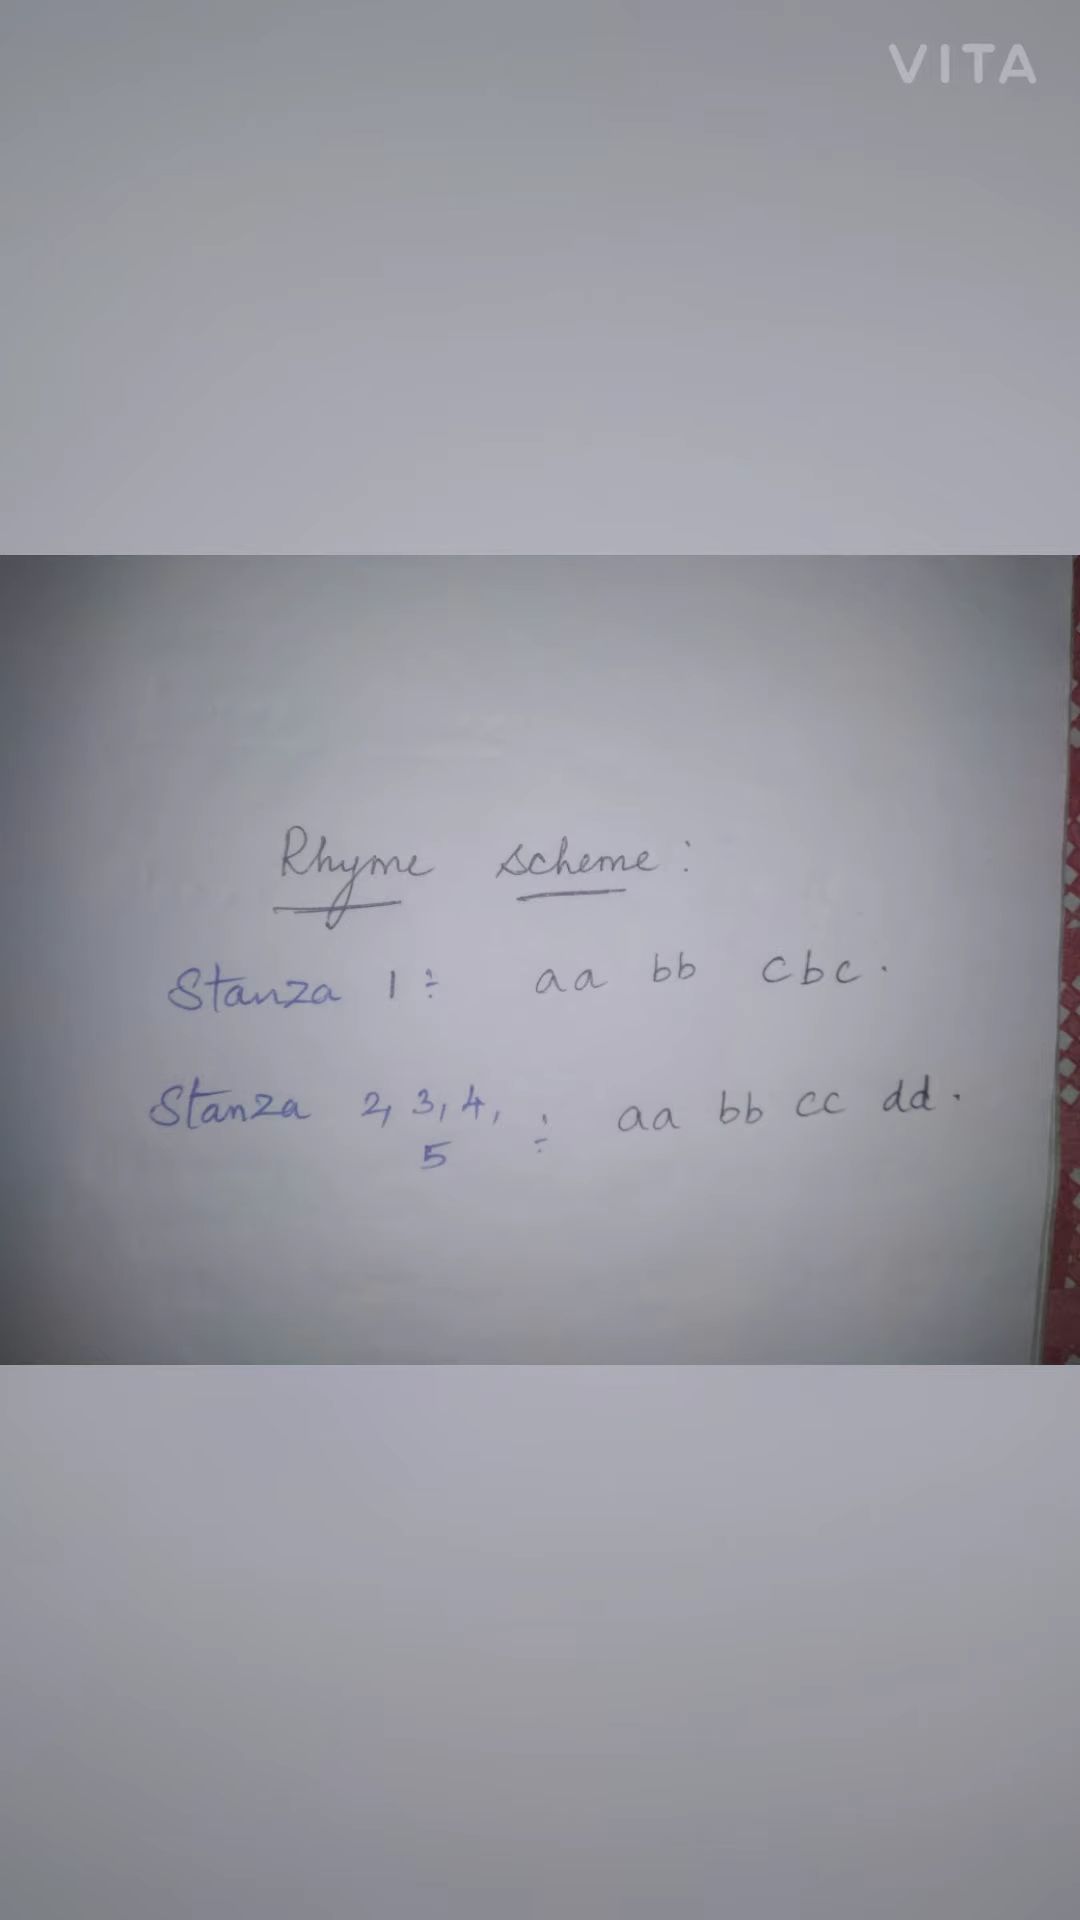 VITA
Rhyme scheme:
Stanza 1 ÷ aa bb cbc.
Stanza 2, 3, 4, ÷ aa bb cc dd.
5